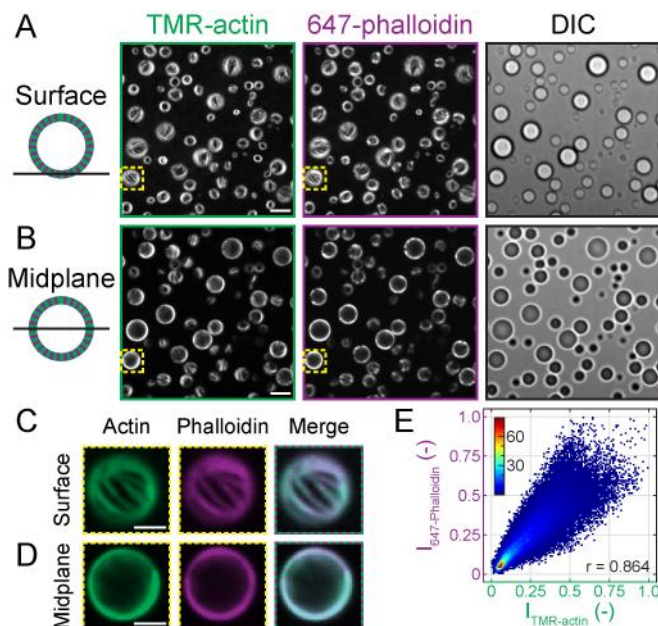 A
TMR-actin
647-phalloidin
DIC
Surface
B
Midplane
C
Actin
Phalloidin
Merge
Surface
D
Midplane
E
I647-Phalloidin (-)
1.0
0.75
0.50
0.25
0
60
30
r = 0.864
0
0.25
0.5
0.75
1.0
ITMR-actin (-)